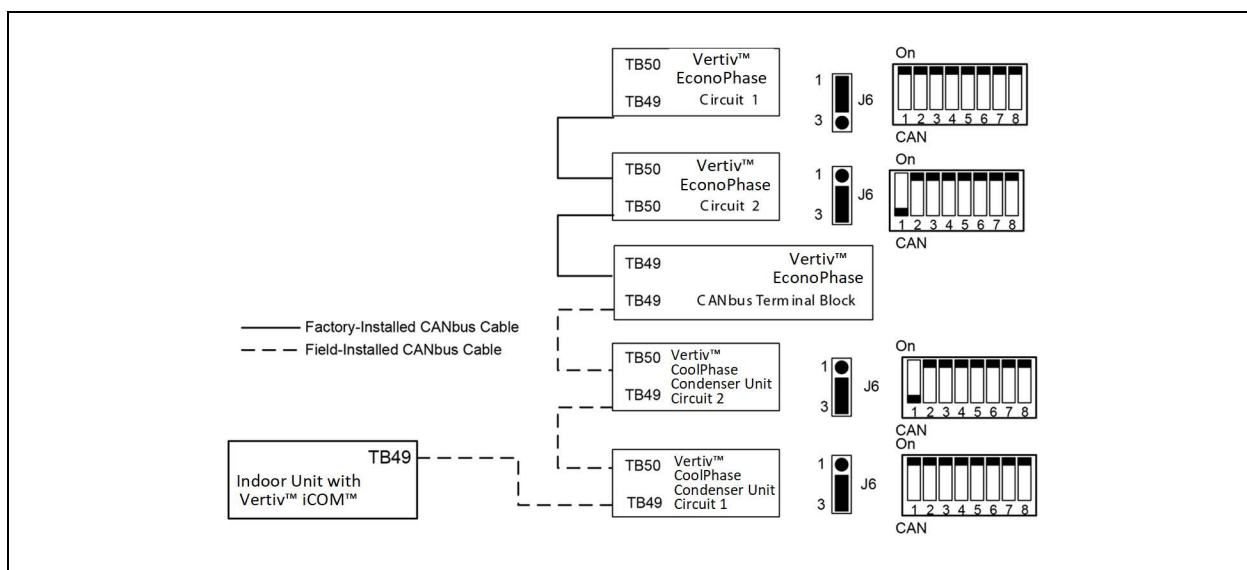 On
TB50 Vertiv™
EconoPhase
TB49 Circuit 1
1
J6
3
1 2 3 4 5 6 7 8
CAN
On
TB50 Vertiv™
EconoPhase
TB50 Circuit 2
1
J6
3
1 2 3 4 5 6 7 8
CAN
TB49 Vertiv™
EconoPhase
TB49 CANbus Terminal Block
Factory-Installed CANbus Cable
Field-Installed CANbus Cable
On
TB50 Vertiv™
CoolPhase
Condenser Unit
TB49 Circuit 2
1
J6
3
1 2 3 4 5 6 7 8
CAN
On
TB49
Indoor Unit with
Vertiv™ iCOM™
TB50 Vertiv™
CoolPhase
Condenser Unit
TB49 Circuit 1
1
J6
3
1 2 3 4 5 6 7 8
CAN